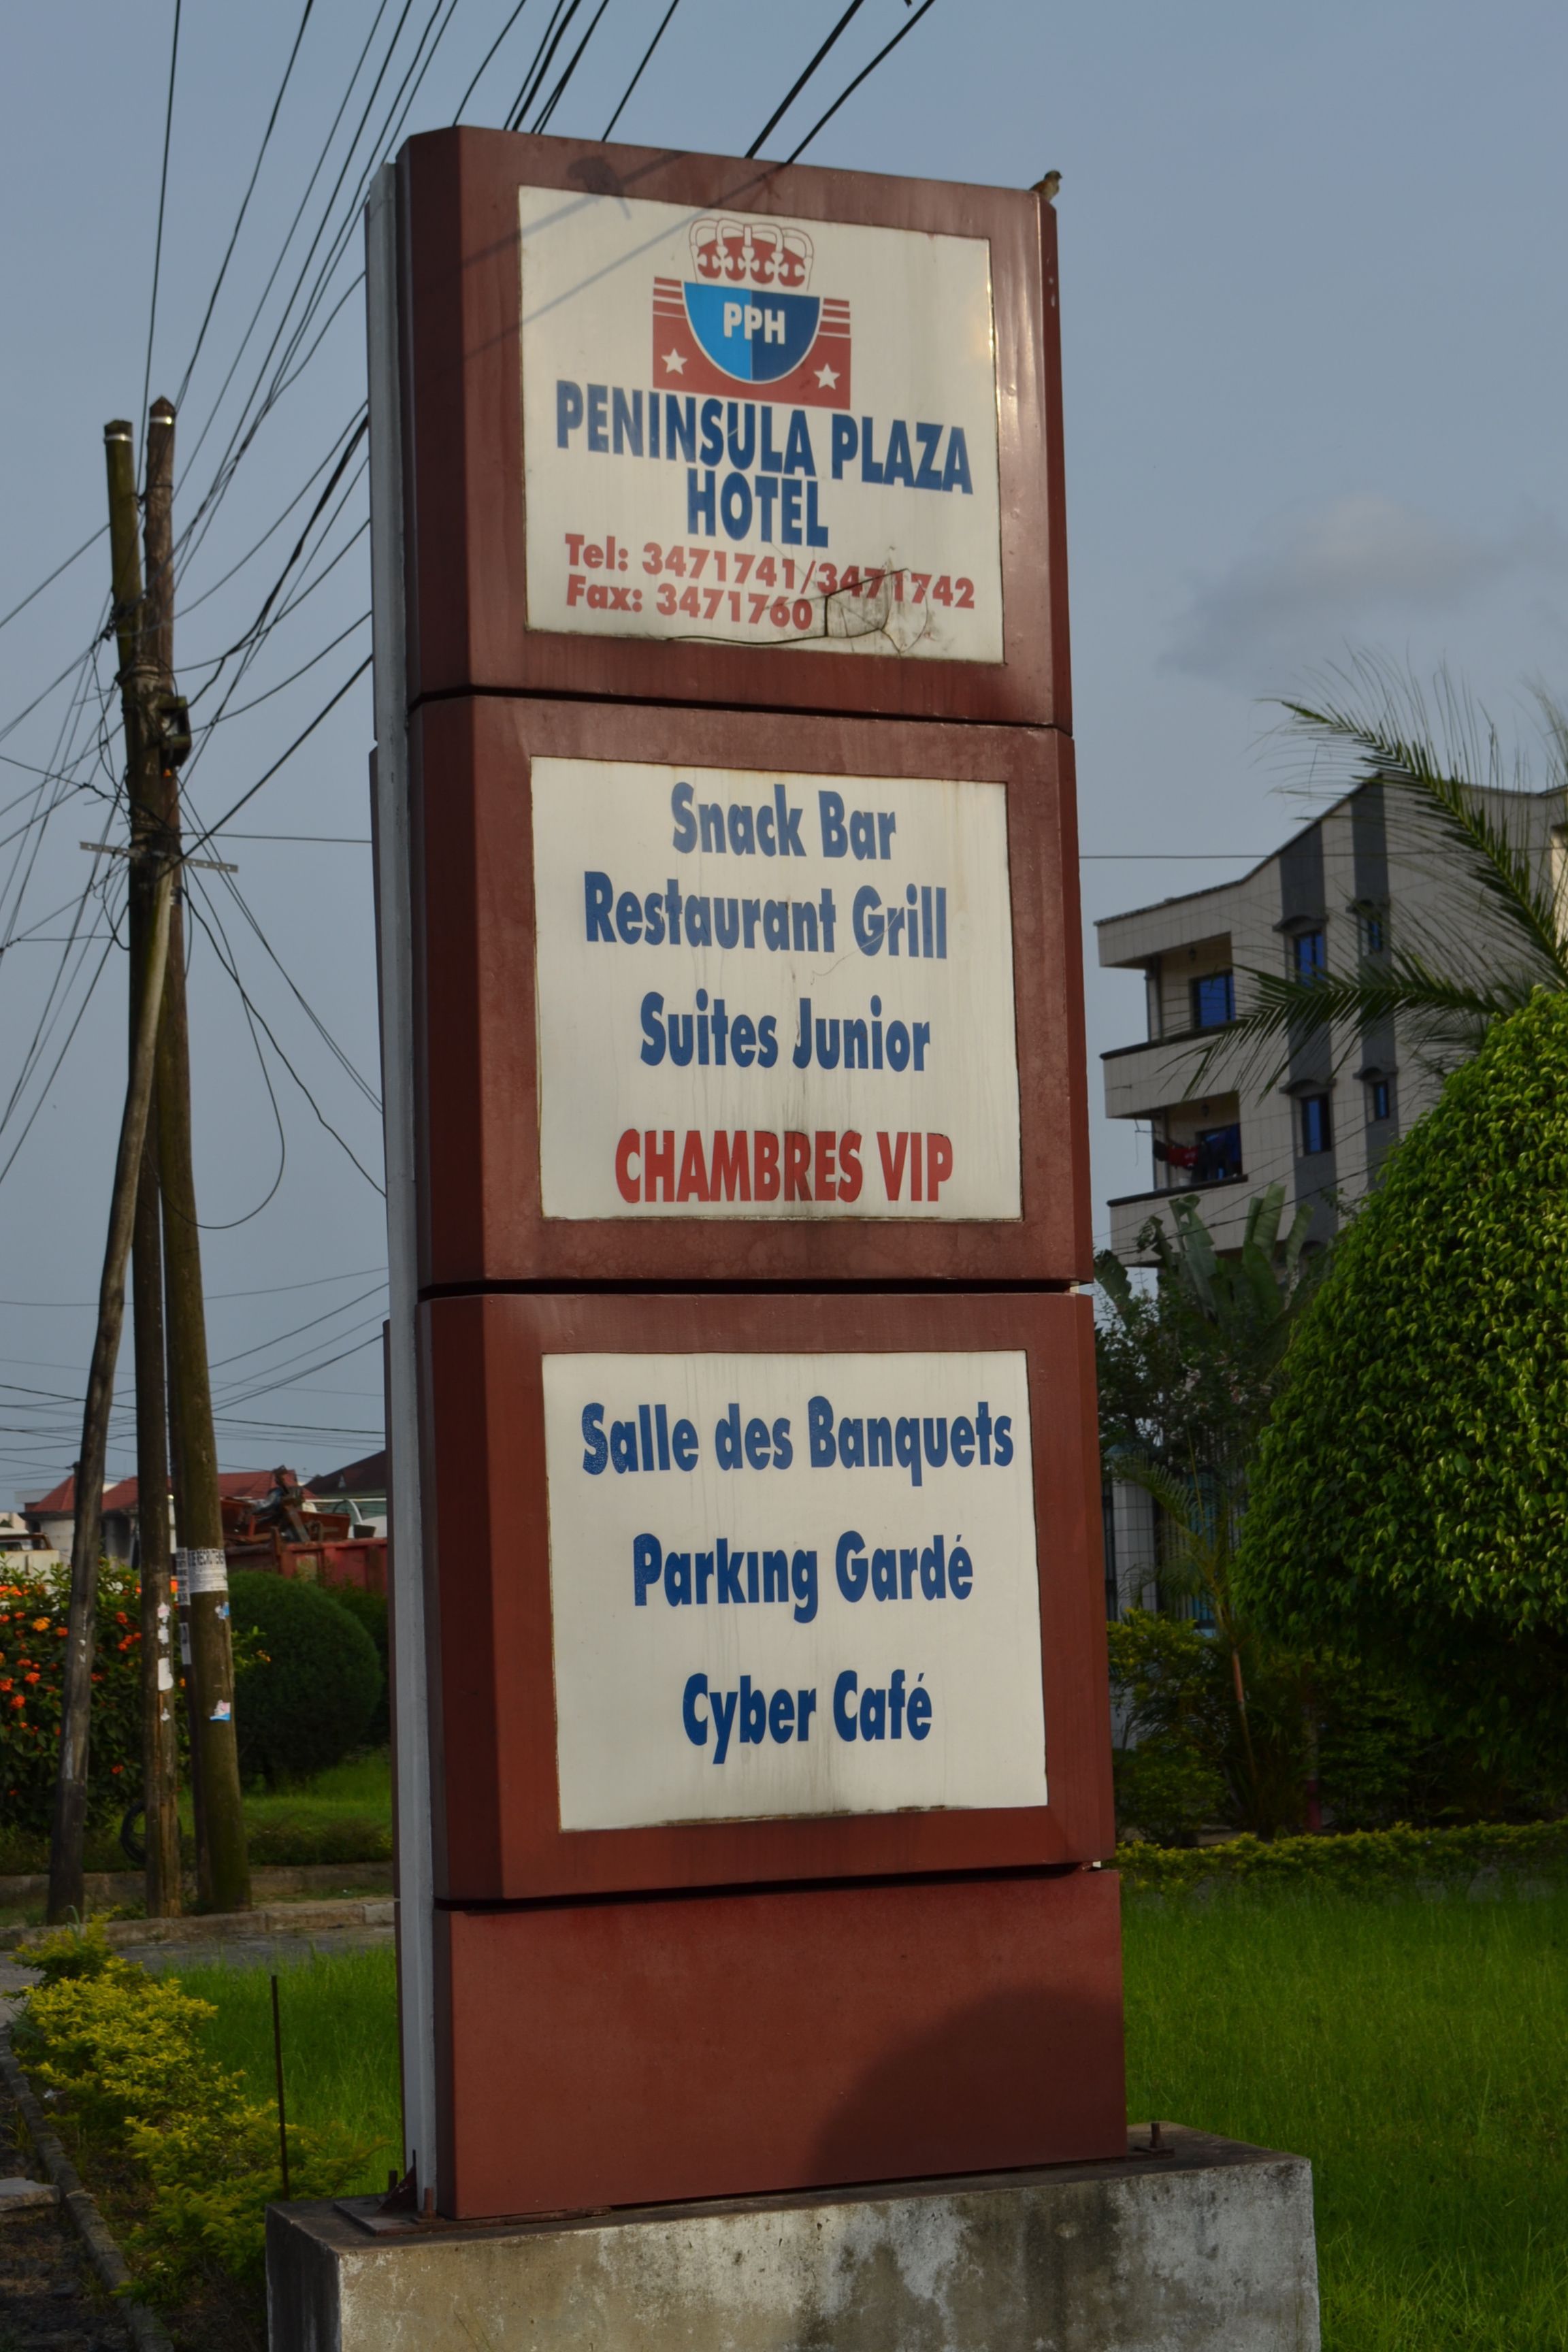 PPH
PENINSULA PLAZA
HOTEL
Tel: 3471741/3471742
Fax: 3471760
Snack Bar
Restaurant Grill
Suites Junior
CHAMBRES VIP
Salle des Banquets
Parkıng Gardé
Cyber Café